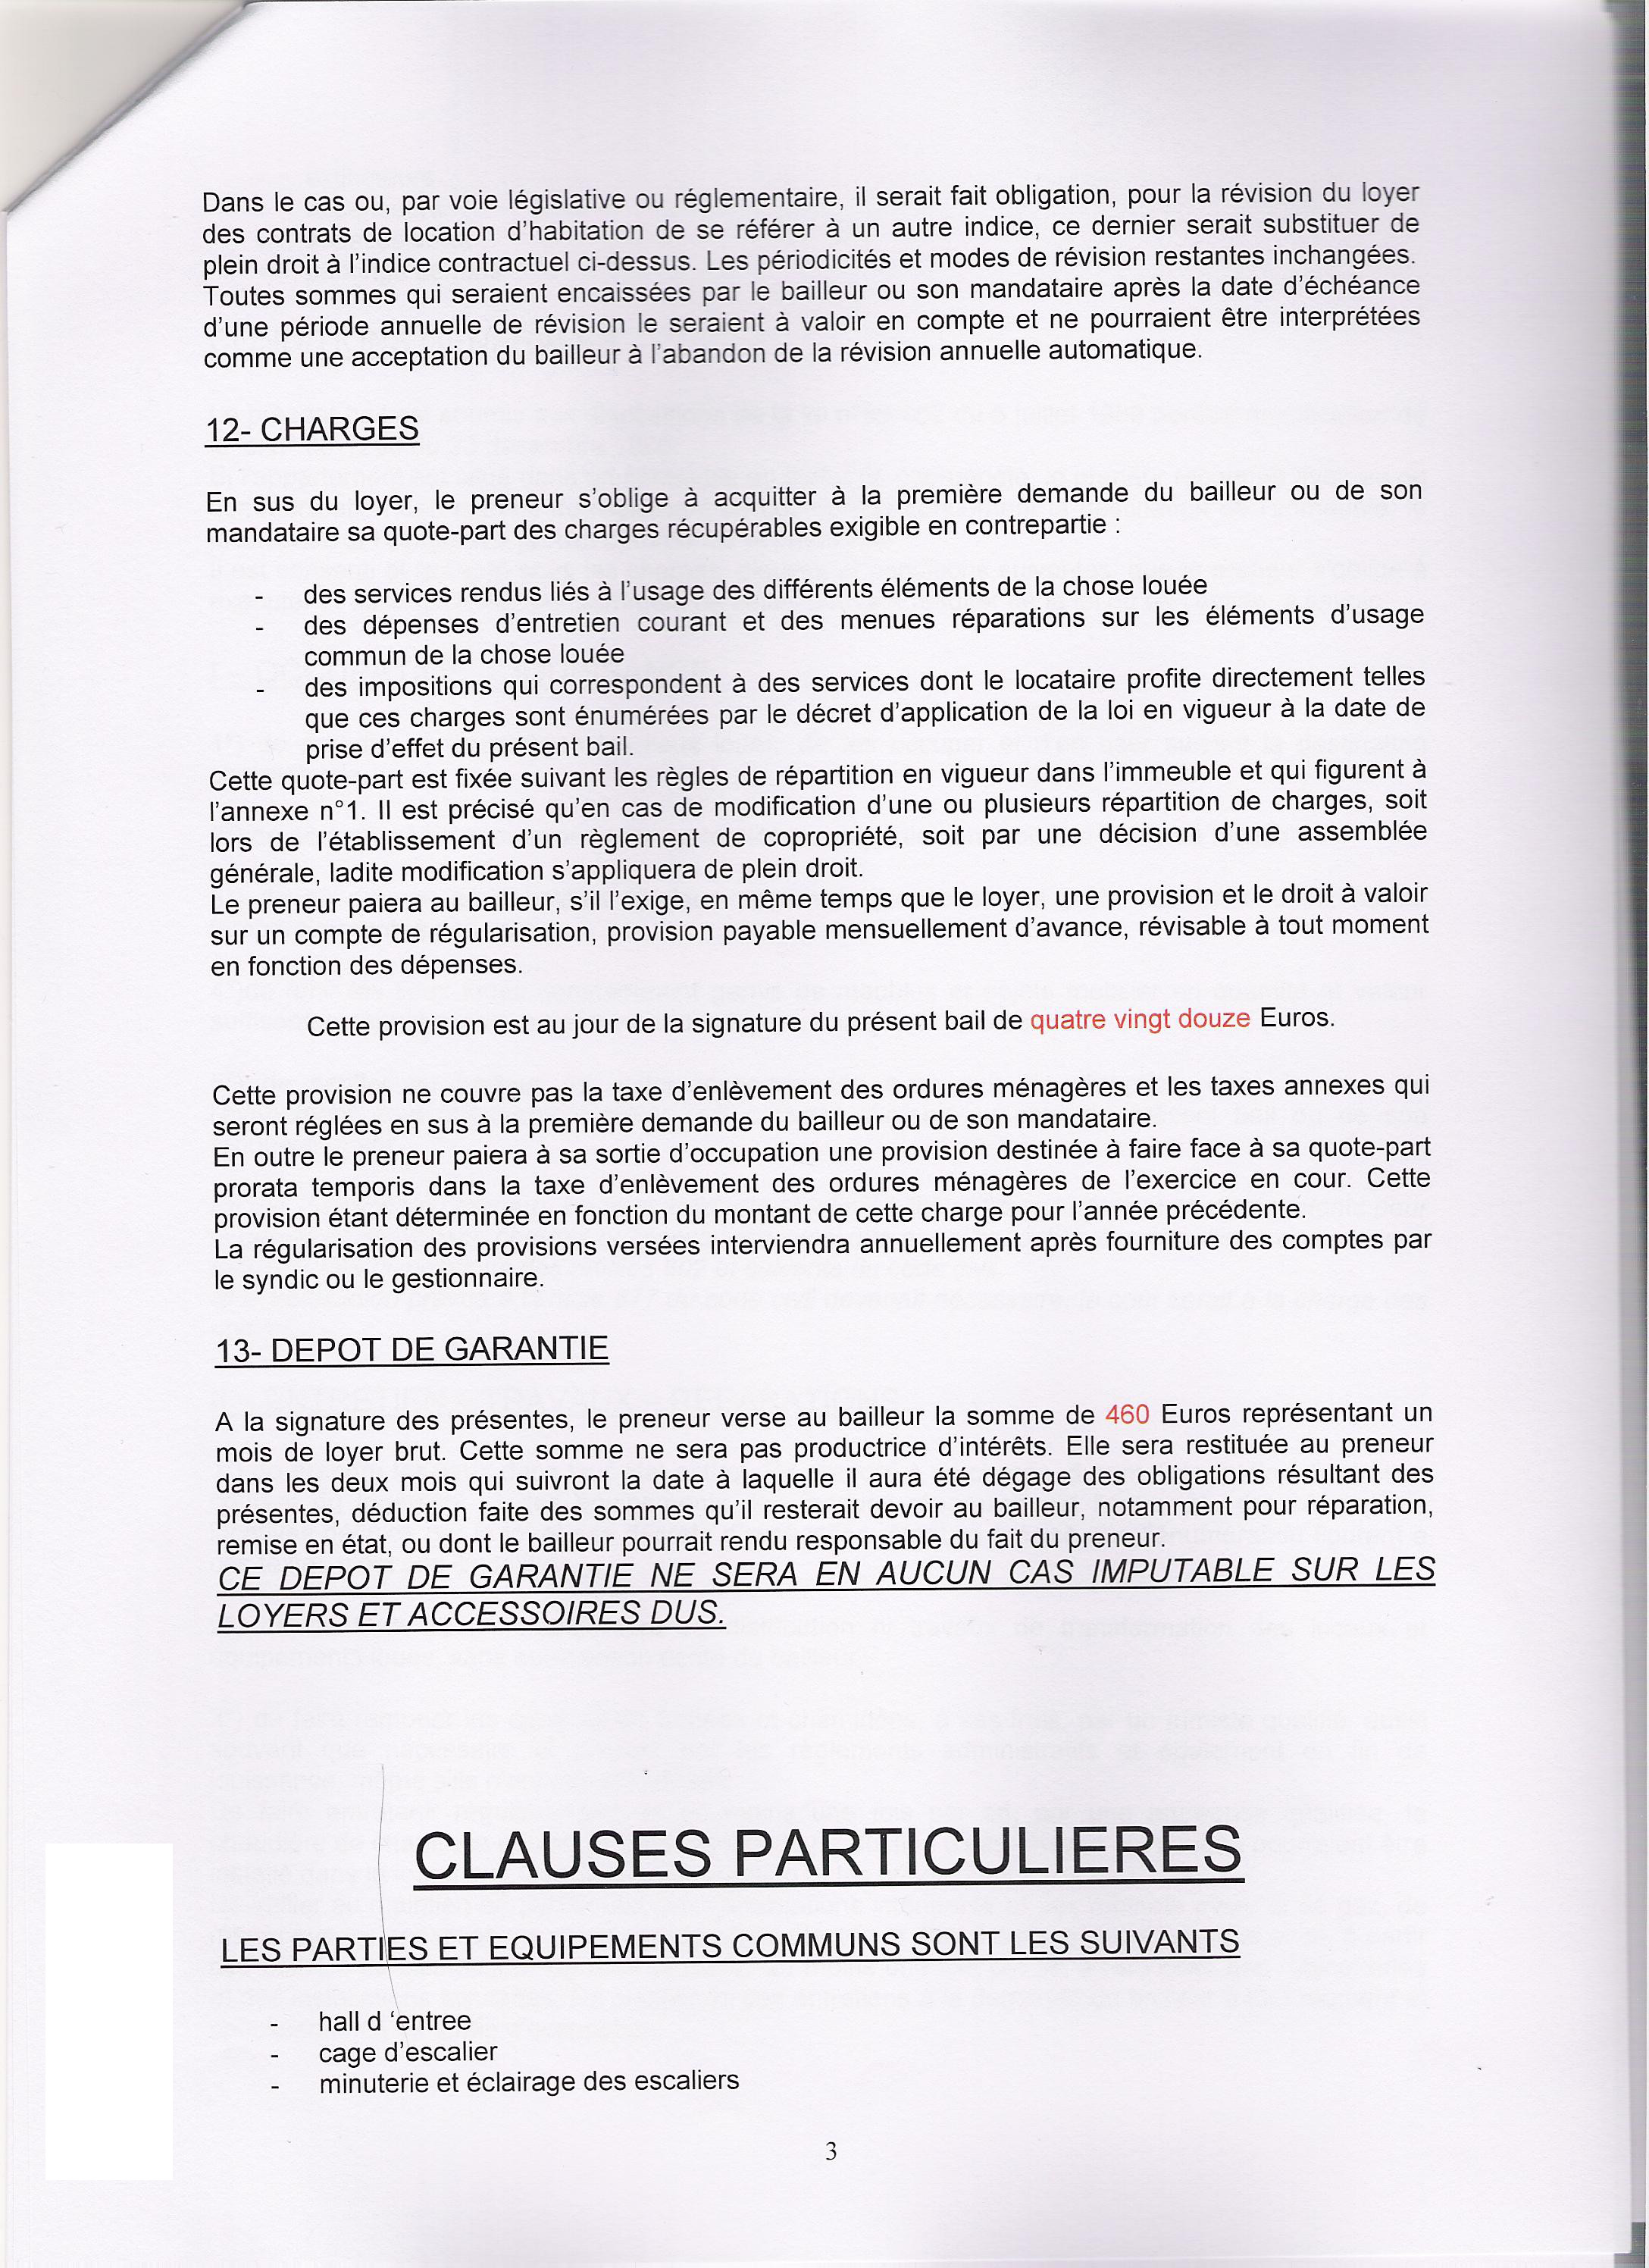 Dans le cas ou, par voie législative ou réglementaire, il serait fait obligation, pour la révision du loyer
des contrats de location d'habitation de se référer à un autre indice, ce dernier serait substituer de
plein droit à l'indice contractuel ci-dessus. Les périodicités et modes de révision restantes inchangées.
Toutes sommes qui seraient encaissées par le bailleur ou son mandataire après la date d'échéance
d'une période annuelle de révision le seraient à valoir en compte et ne pourraient être interprétées
comme une acceptation du bailleur à l'abandon de la révision annuelle automatique.
12- CHARGES
En sus du loyer, le preneur s'oblige à acquitter à la première demande du bailleur ou de son
mandataire sa quote-part des charges récupérables exigible en contrepartie :
- des services rendus liés à l'usage des différents éléments de la chose louée
- des dépenses d'entretien courant et des menues réparations sur les éléments d'usage
commun de la chose louée
- des impositions qui correspondent à des services dont le locataire profite directement telles
que ces charges sont énumérées par le décret d'application de la loi en vigueur à la date de
prise d'effet du présent bail.
Cette quote-part est fixée suivant les règles de répartition en vigueur dans l'immeuble et qui figurent à
l'annexe n°1. Il est précisé qu'en cas de modification d'une ou plusieurs répartition de charges, soit
lors de l'établissement d'un règlement de copropriété, soit par une décision d'une assemblée
générale, ladite modification s'appliquera de plein droit.
Le preneur paiera au bailleur, s'il l'exige, en même temps que le loyer, une provision et le droit à valoir
sur un compte de régularisation, provision payable mensuellement d'avance, révisable à tout moment
en fonction des dépenses.
Cette provision est au jour de la signature du présent bail de quatre vingt douze Euros.
Cette provision ne couvre pas la taxe d'enlèvement des ordures ménagères et les taxes annexes qui
seront réglées en sus à la première demande du bailleur ou de son mandataire.
En outre le preneur paiera à sa sortie d'occupation une provision destinée à faire face à sa quote-part
prorata temporis dans la taxe d'enlèvement des ordures ménagères de l'exercice en cour. Cette
provision étant déterminée en fonction du montant de cette charge pour l'année précédente.
La régularisation des provisions versées interviendra annuellement après fourniture des comptes par
le syndic ou le gestionnaire.
13- DEPOT DE GARANTIE
A la signature des présentes, le preneur verse au bailleur la somme de 460 Euros représentant un
mois de loyer brut. Cette somme ne sera pas productrice d'intérêts. Elle sera restituée au preneur
dans les deux mois qui suivront la date à laquelle il aura été dégage des obligations résultant des
présentes, déduction faite des sommes qu'il resterait devoir au bailleur, notamment pour réparation,
remise en état, ou dont le bailleur pourrait rendu responsable du fait du preneur.
CE DEPOT DE GARANTIE NE SERA EN AUCUN CAS IMPUTABLE SUR LES
LOYERS ET ACCESSOIRES DUS.
CLAUSES PARTICULIERES
LES PARTIES ET EQUIPEMENTS COMMUNS SONT LES SUIVANTS
- hall d 'entree
- cage d'escalier
- minuterie et éclairage des escaliers
3